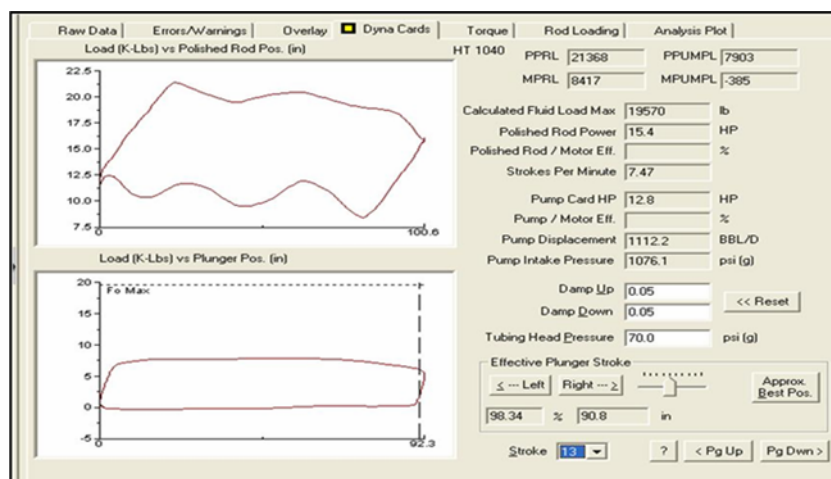 Raw Data Errors/Warnings Overlay Dyna Cards Torque Rod Loading Analysis Plot
Load (K-Lbs) vs Polished Rod Pos. (in)
22.5
20.0
17.5
15.0
12.5
10.0
7.5
0 100.6
Load (K-Lbs) vs Plunger Pos. (in)
20
Fo Max
15
10
5
0
-5
0 92.3
HT 1040 PPRL 21368 PPUMPL 7903
MPRL 8417 MPUMPL -385
Calculated Fluid Load Max 19570 lb
Polished Rod Power 15.4 HP
Polished Rod / Motor Eff. %
Strokes Per Minute 7.47
Pump Card HP 12.8 HP
Pump / Motor Eff. %
Pump Displacement 1112.2 BBL/D
Pump Intake Pressure 1076.1 psi (g)
Damp Up 0.05
<< Reset
Damp Down 0.05
Tubing Head Pressure 70.0 psi (g)
Effective Plunger Stroke
< --- Left Right --- > Approx. Best Pos.
98.34 % 90.8 in
Stroke 13 ? < Pg Up Pg Dwn >